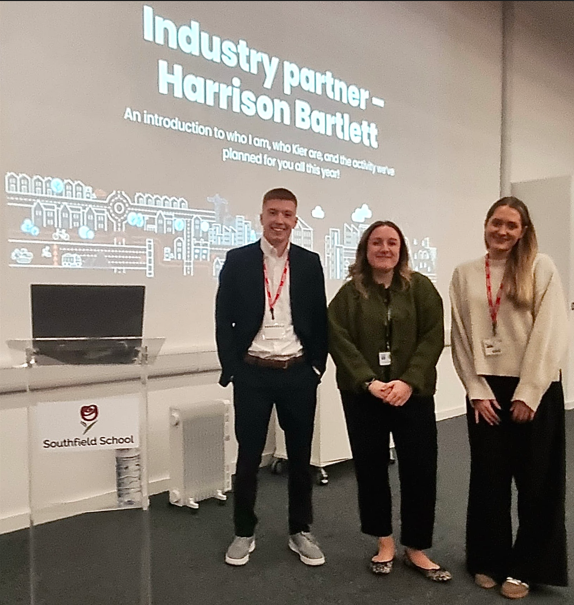 Industry partner –
Harrison Bartlett
An introduction to who I am, who Kier are, and the activity we've
planned for you all this year!
Southfield School